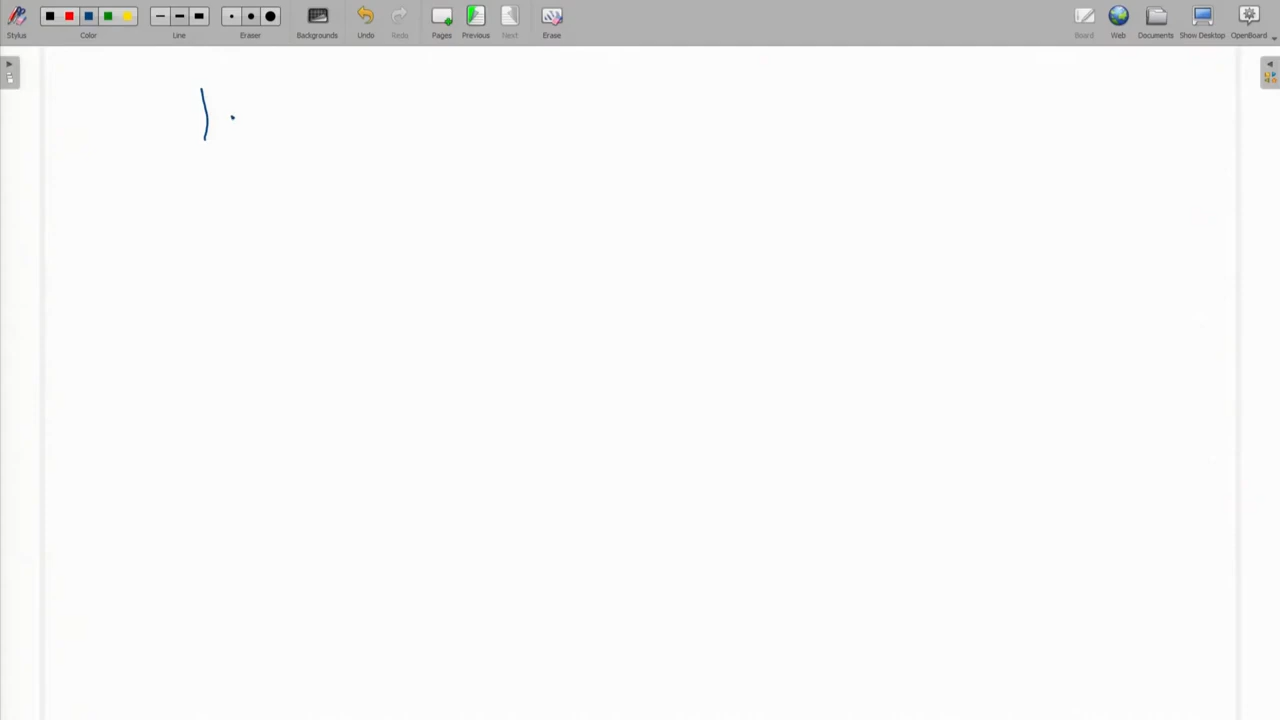 Stylus
Color
Line
Eraser
Backgrounds
Undo
Redo
Pages
Previous
Next
Erase
Board
Web
Documents
Show Desktop
OpenBoard